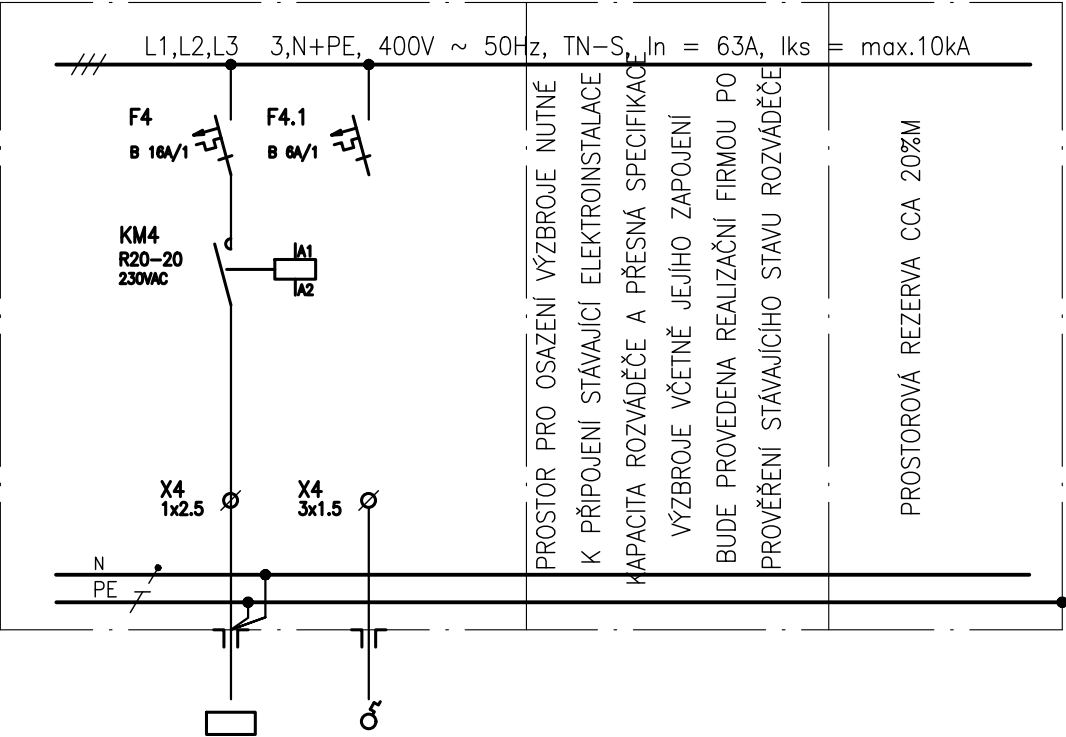 L1,L2,L3 3,N+PE, 400V ~ 50Hz, TN-S, In = 63A, Iks = max.10kA
F4
B 16A/1
F4.1
B 6A/1
KM4
R20-20
230VAC
A1
A2
X4
1x2.5
X4
3x1.5
N
PE
PROSTOR PRO OSAZENÍ VÝZBROJE NUTNÉ
K PŘIPOJENÍ STÁVAJÍCÍ ELEKTROINSTALACE
KAPACITA ROZVÁDĚČE A PŘESNÁ SPECIFIKACE
VÝZBROJE VČETNĚ JEJÍHO ZAPOJENÍ
BUDE PROVEDENA REALIZAČNÍ FIRMOU PO
PROVĚŘENÍ STÁVAJÍCÍHO STAVU ROZVÁDĚČE
PROSTOROVÁ REZERVA CCA 20%M